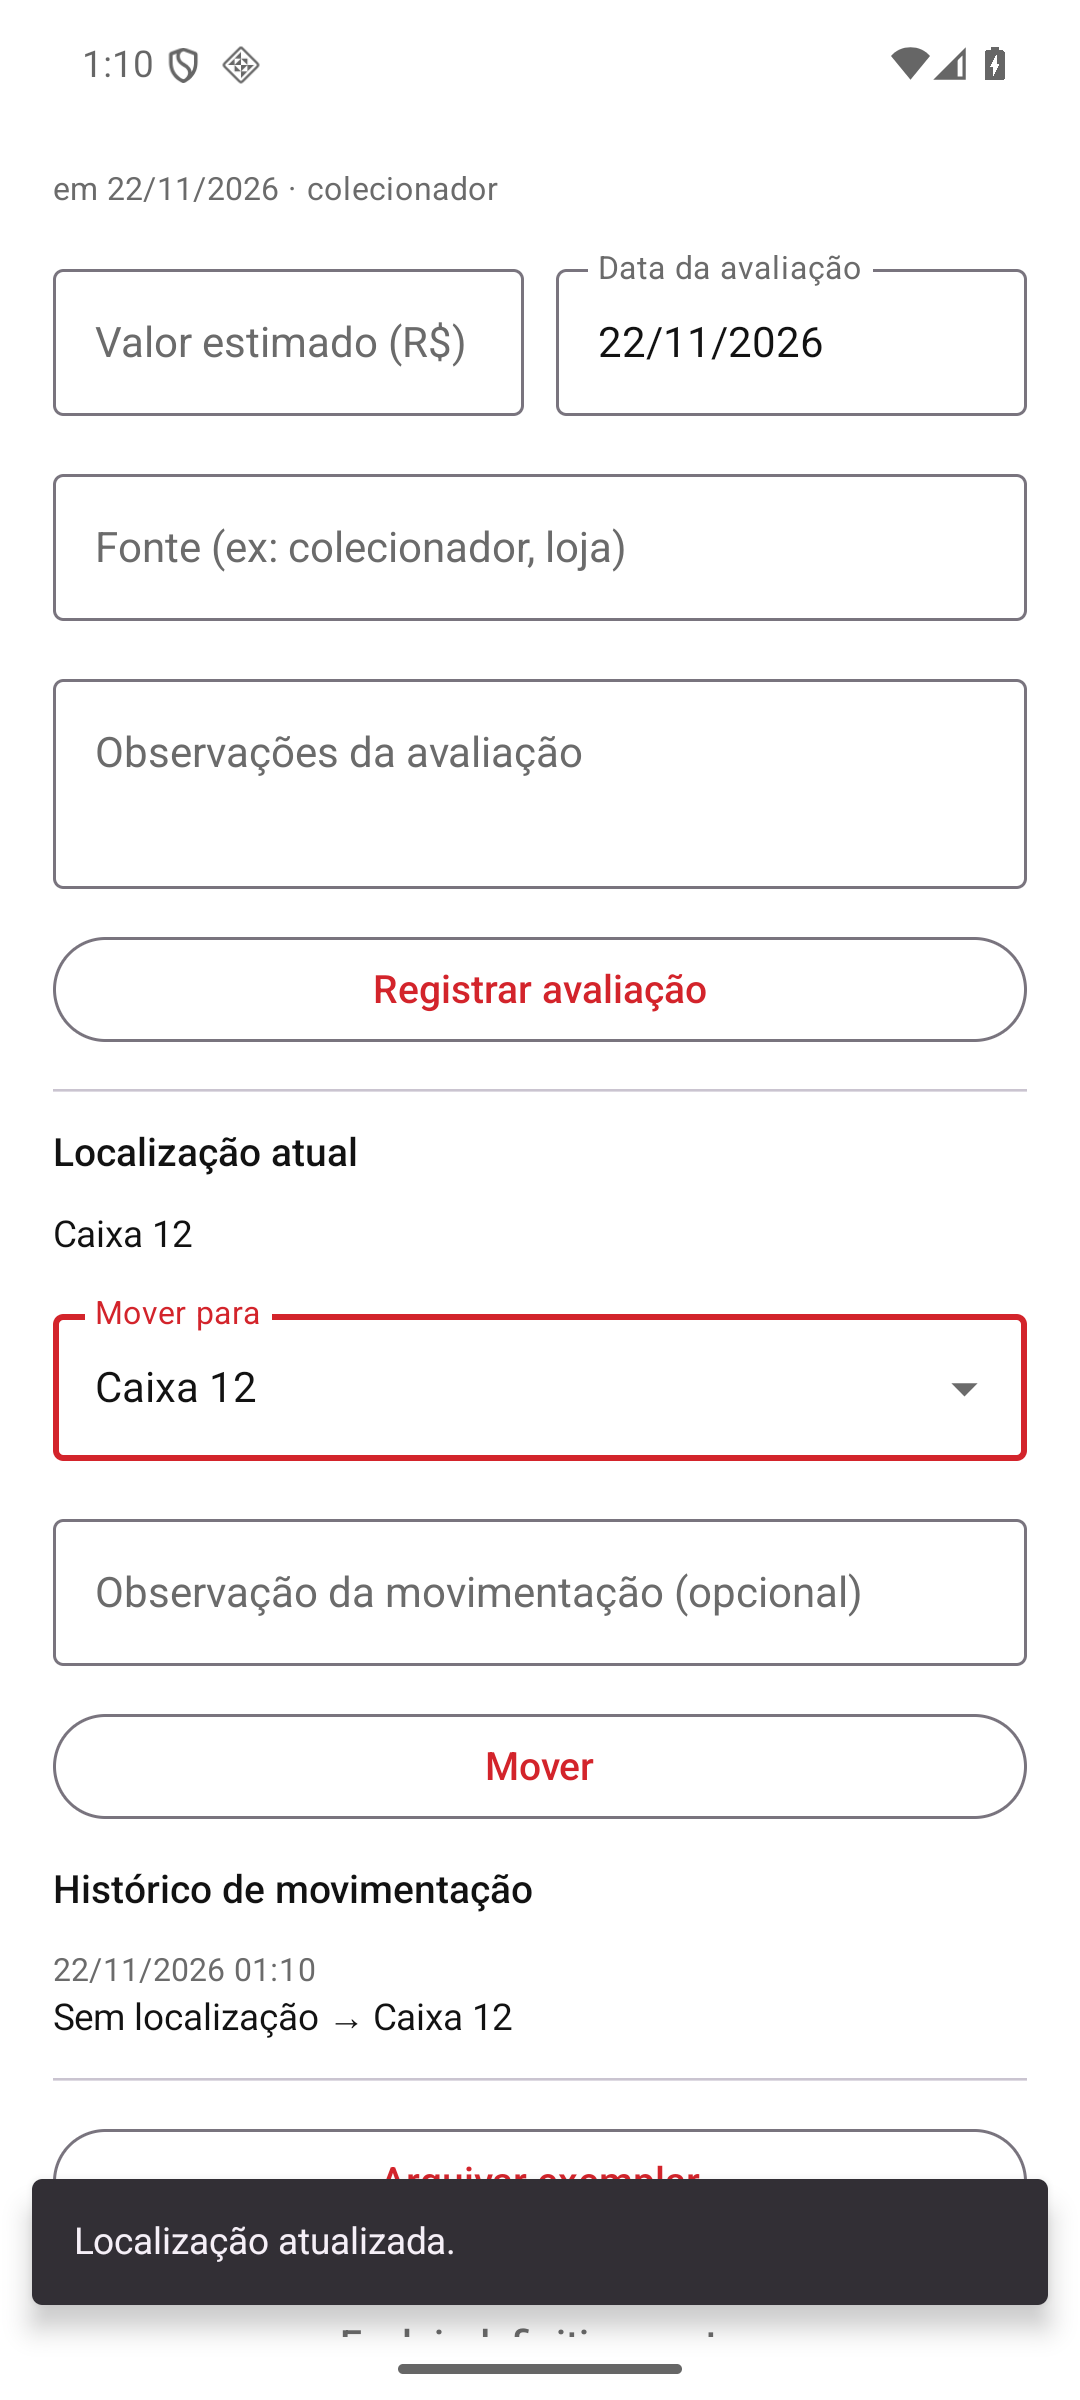 1:10
em 22/11/2026 · colecionador
Valor estimado (R$)
Data da avaliação
22/11/2026
Fonte (ex: colecionador, loja)
Observações da avaliação
Registrar avaliação
Localização atual
Caixa 12
Mover para
Caixa 12
Observação da movimentação (opcional)
Mover
Histórico de movimentação
22/11/2026 01:10
Sem localização → Caixa 12
Arquivar exemplar
Localização atualizada.